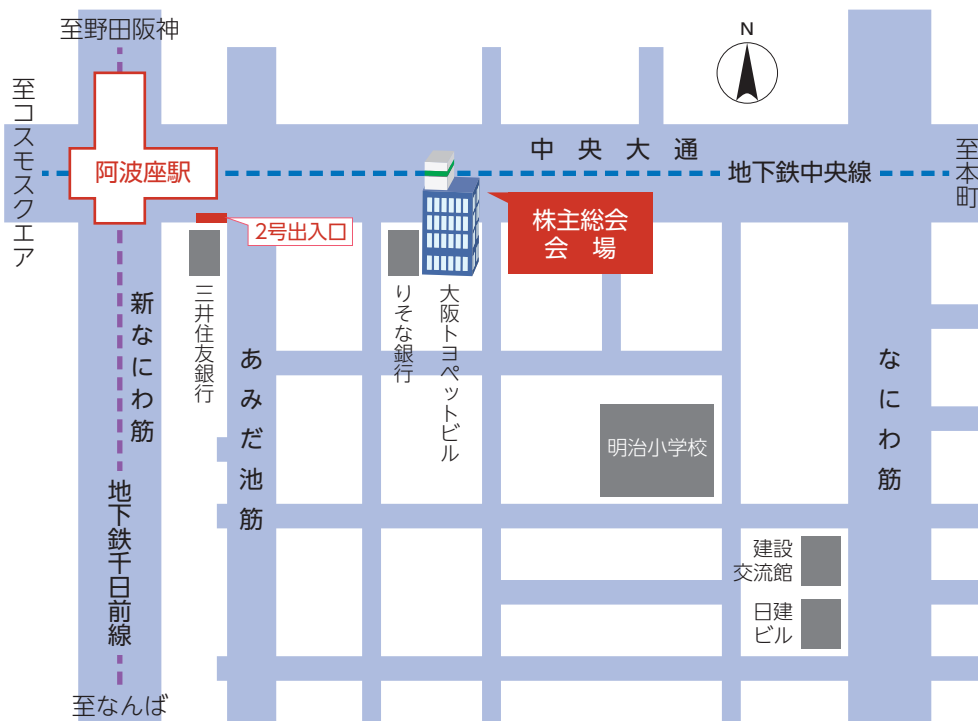 至野田阪神
N
至コスモスクエア
阿波座駅
中央大通
地下鉄中央線
至本町
2号出入口
株主総会
会場
三井住友銀行
りそな銀行
大阪トヨペットビル
新なにわ筋
あみだ池筋
なにわ筋
明治小学校
地下鉄千日前線
建設
交流館
日建
ビル
至なんば